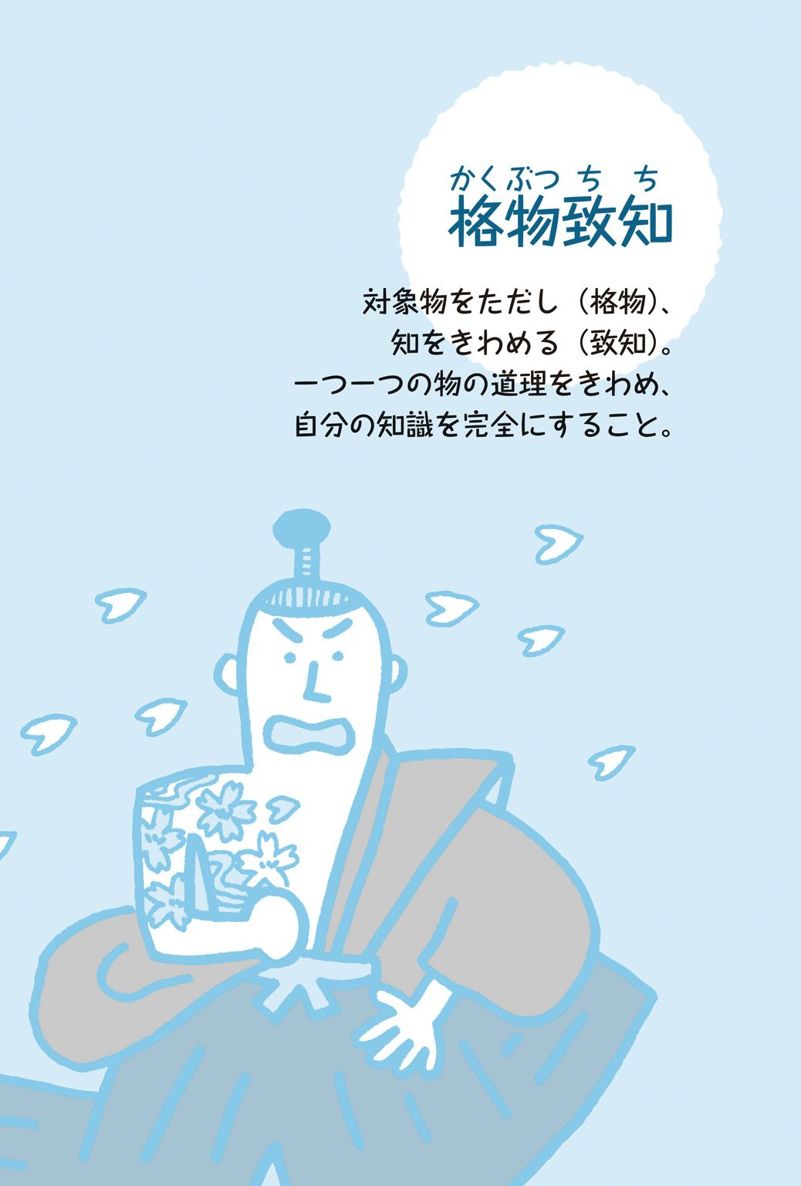 かくぶつちち
格物致知
対象物をただし（格物）、
知をきわめる（致知）。
一つ一つの物の道理をきわめ、
自分の知識を完全にすること。